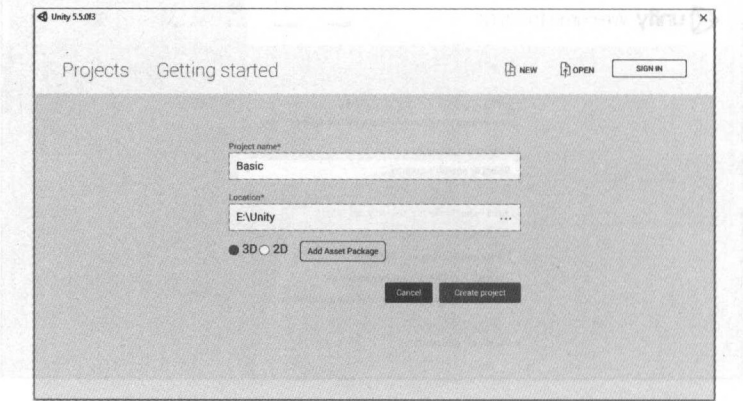 Unity 5.5.0f3
Projects Getting started NEW OPEN SIGN IN
Project name*
Basic
Location*
E:\Unity ...
3D 2D Add Asset Package
Cancel Create project